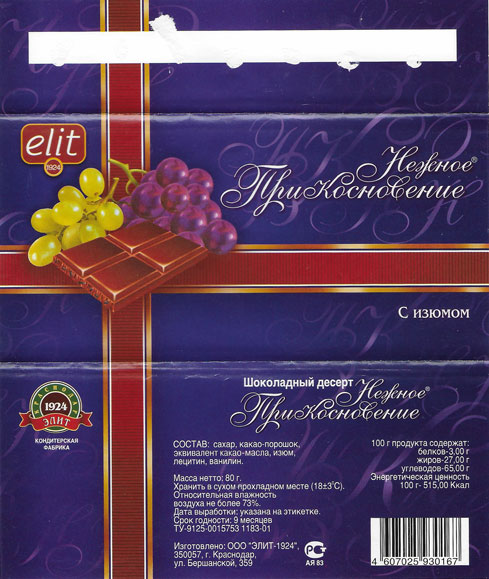 elit
1924
Нежное®
Прикосновение
С изюмом
Шоколадный десерт
Нежное®
Прикосновение
КРАСНОДАР
1924
ЭЛИТ
КОНДИТЕРСКАЯ
ФАБРИКА
СОСТАВ: сахар, какао-порошок,
эквивалент какао-масла, изюм,
лецитин, ванилин.
Масса нетто: 80 г.
Хранить в сухом прохладном месте (18±3°С).
Относительная влажность
воздуха не более 73%.
Дата выработки: указана на этикетке.
Срок годности: 9 месяцев
ТУ-9125-0015753 1183-01
Изготовлено: ООО "ЭЛИТ-1924",
350057, г. Краснодар,
ул. Бершанской, 359
РС
АЯ 83
100 г продукта содержат:
белков-3,00 г
жиров-27,00 г
углеводов-65,00 г
Энергетическая ценность
100 г- 515,00 Ккал
4 607025 930167